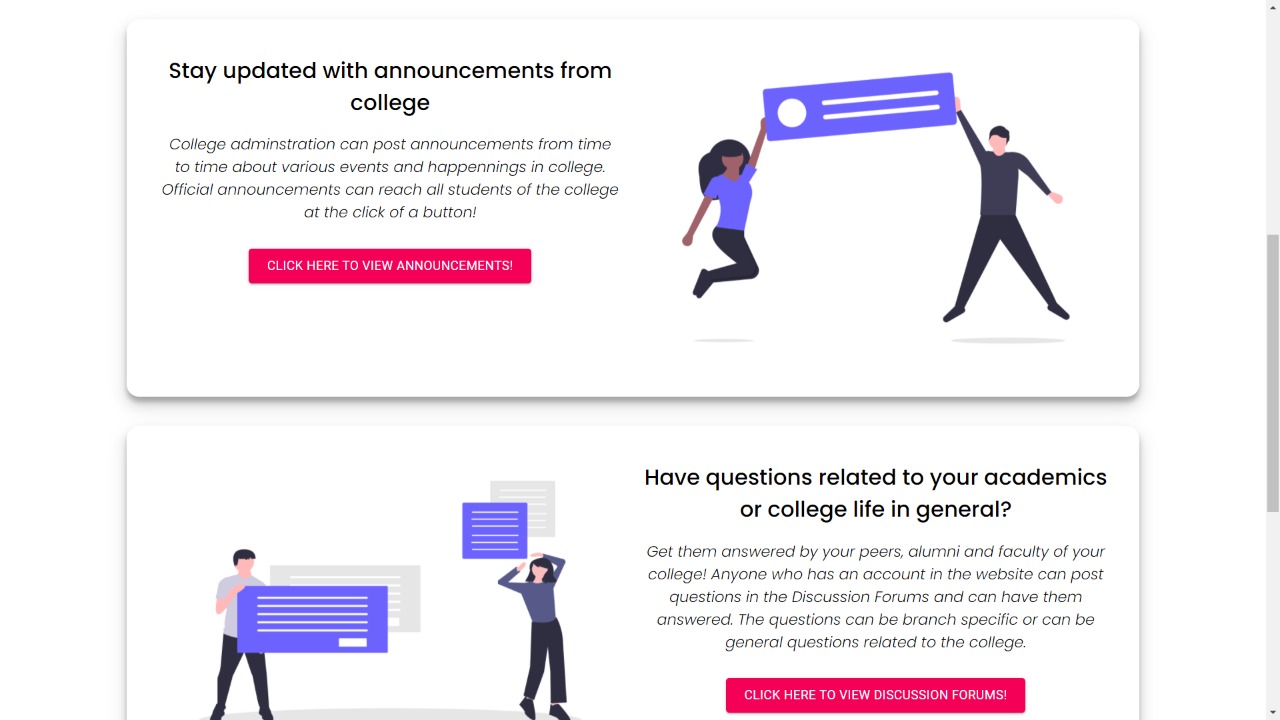 Stay updated with announcements from
college
College adminstration can post announcements from time
to time about various events and happennings in college.
Official announcements can reach all students of the college
at the click of a button!
CLICK HERE TO VIEW ANNOUNCEMENTS!
Have questions related to your academics
or college life in general?
Get them answered by your peers, alumni and faculty of your
college! Anyone who has an account in the website can post
questions in the Discussion Forums and can have them
answered. The questions can be branch specific or can be
general questions related to the college.
CLICK HERE TO VIEW DISCUSSION FORUMS!